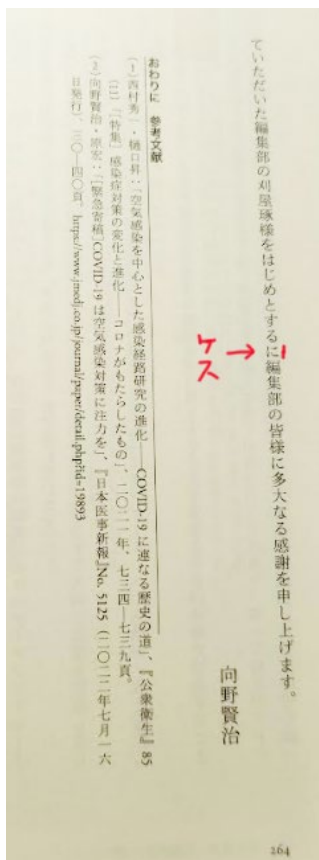 ていただいた編集部の刈屋琢様をはじめとするに編集部の皆様に多大なる感謝を申し上げます。
ケス
向野賢治
おわりに 参考文献
(1) 西村秀一・樋口昇:「空気感染を中心とした感染経路研究の進化――COVID-19に連なる歴史の道」、『公衆衛生』85
(11)「[特集] 感染症対策の変化と進化――コロナがもたらしたもの」、二〇二一年、七三四―七三九頁。
(2) 向野賢治・原宏:「[緊急寄稿]COVID-19は空気感染対策に注力を」、『日本医事新報』No. 5125(二〇二二年七月一六
日発行)、三〇―四〇頁、https://www.jmedj.co.jp/journal/paper/detail.php?id=19893
264